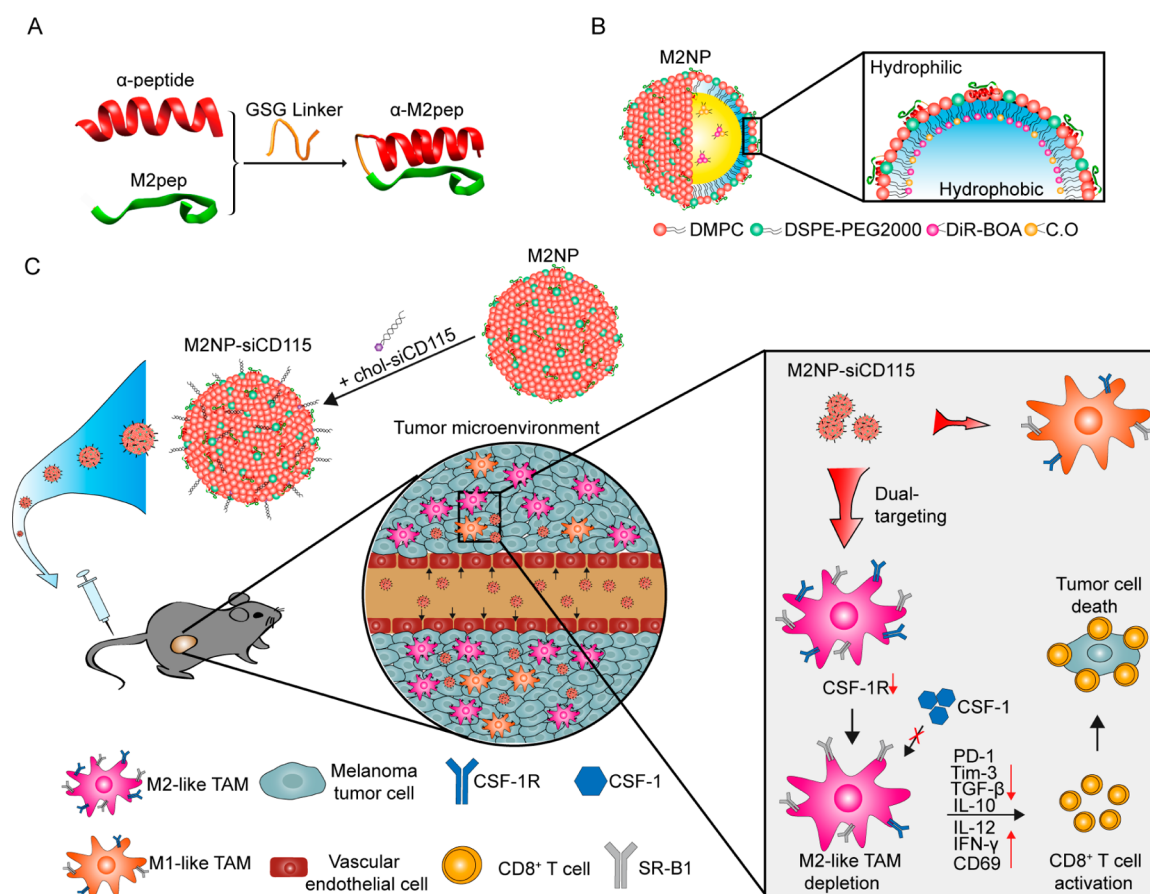 A
α-peptide
GSG Linker
α-M2pep
M2pep
B
M2NP
Hydrophilic
Hydrophobic
DMPC
DSPE-PEG2000
DiR-BOA
C.O
C
M2NP
M2NP-siCD115
+ chol-siCD115
Tumor microenvironment
M2NP-siCD115
Dual-
targeting
CSF-1R
CSF-1
M2-like TAM
depletion
PD-1
Tim-3
TGF-β
IL-10
IL-12
IFN-γ
CD69
Tumor cell
death
CD8⁺ T cell
activation
M2-like TAM
Melanoma
tumor cell
CSF-1R
CSF-1
M1-like TAM
Vascular
endothelial cell
CD8⁺ T cell
SR-B1